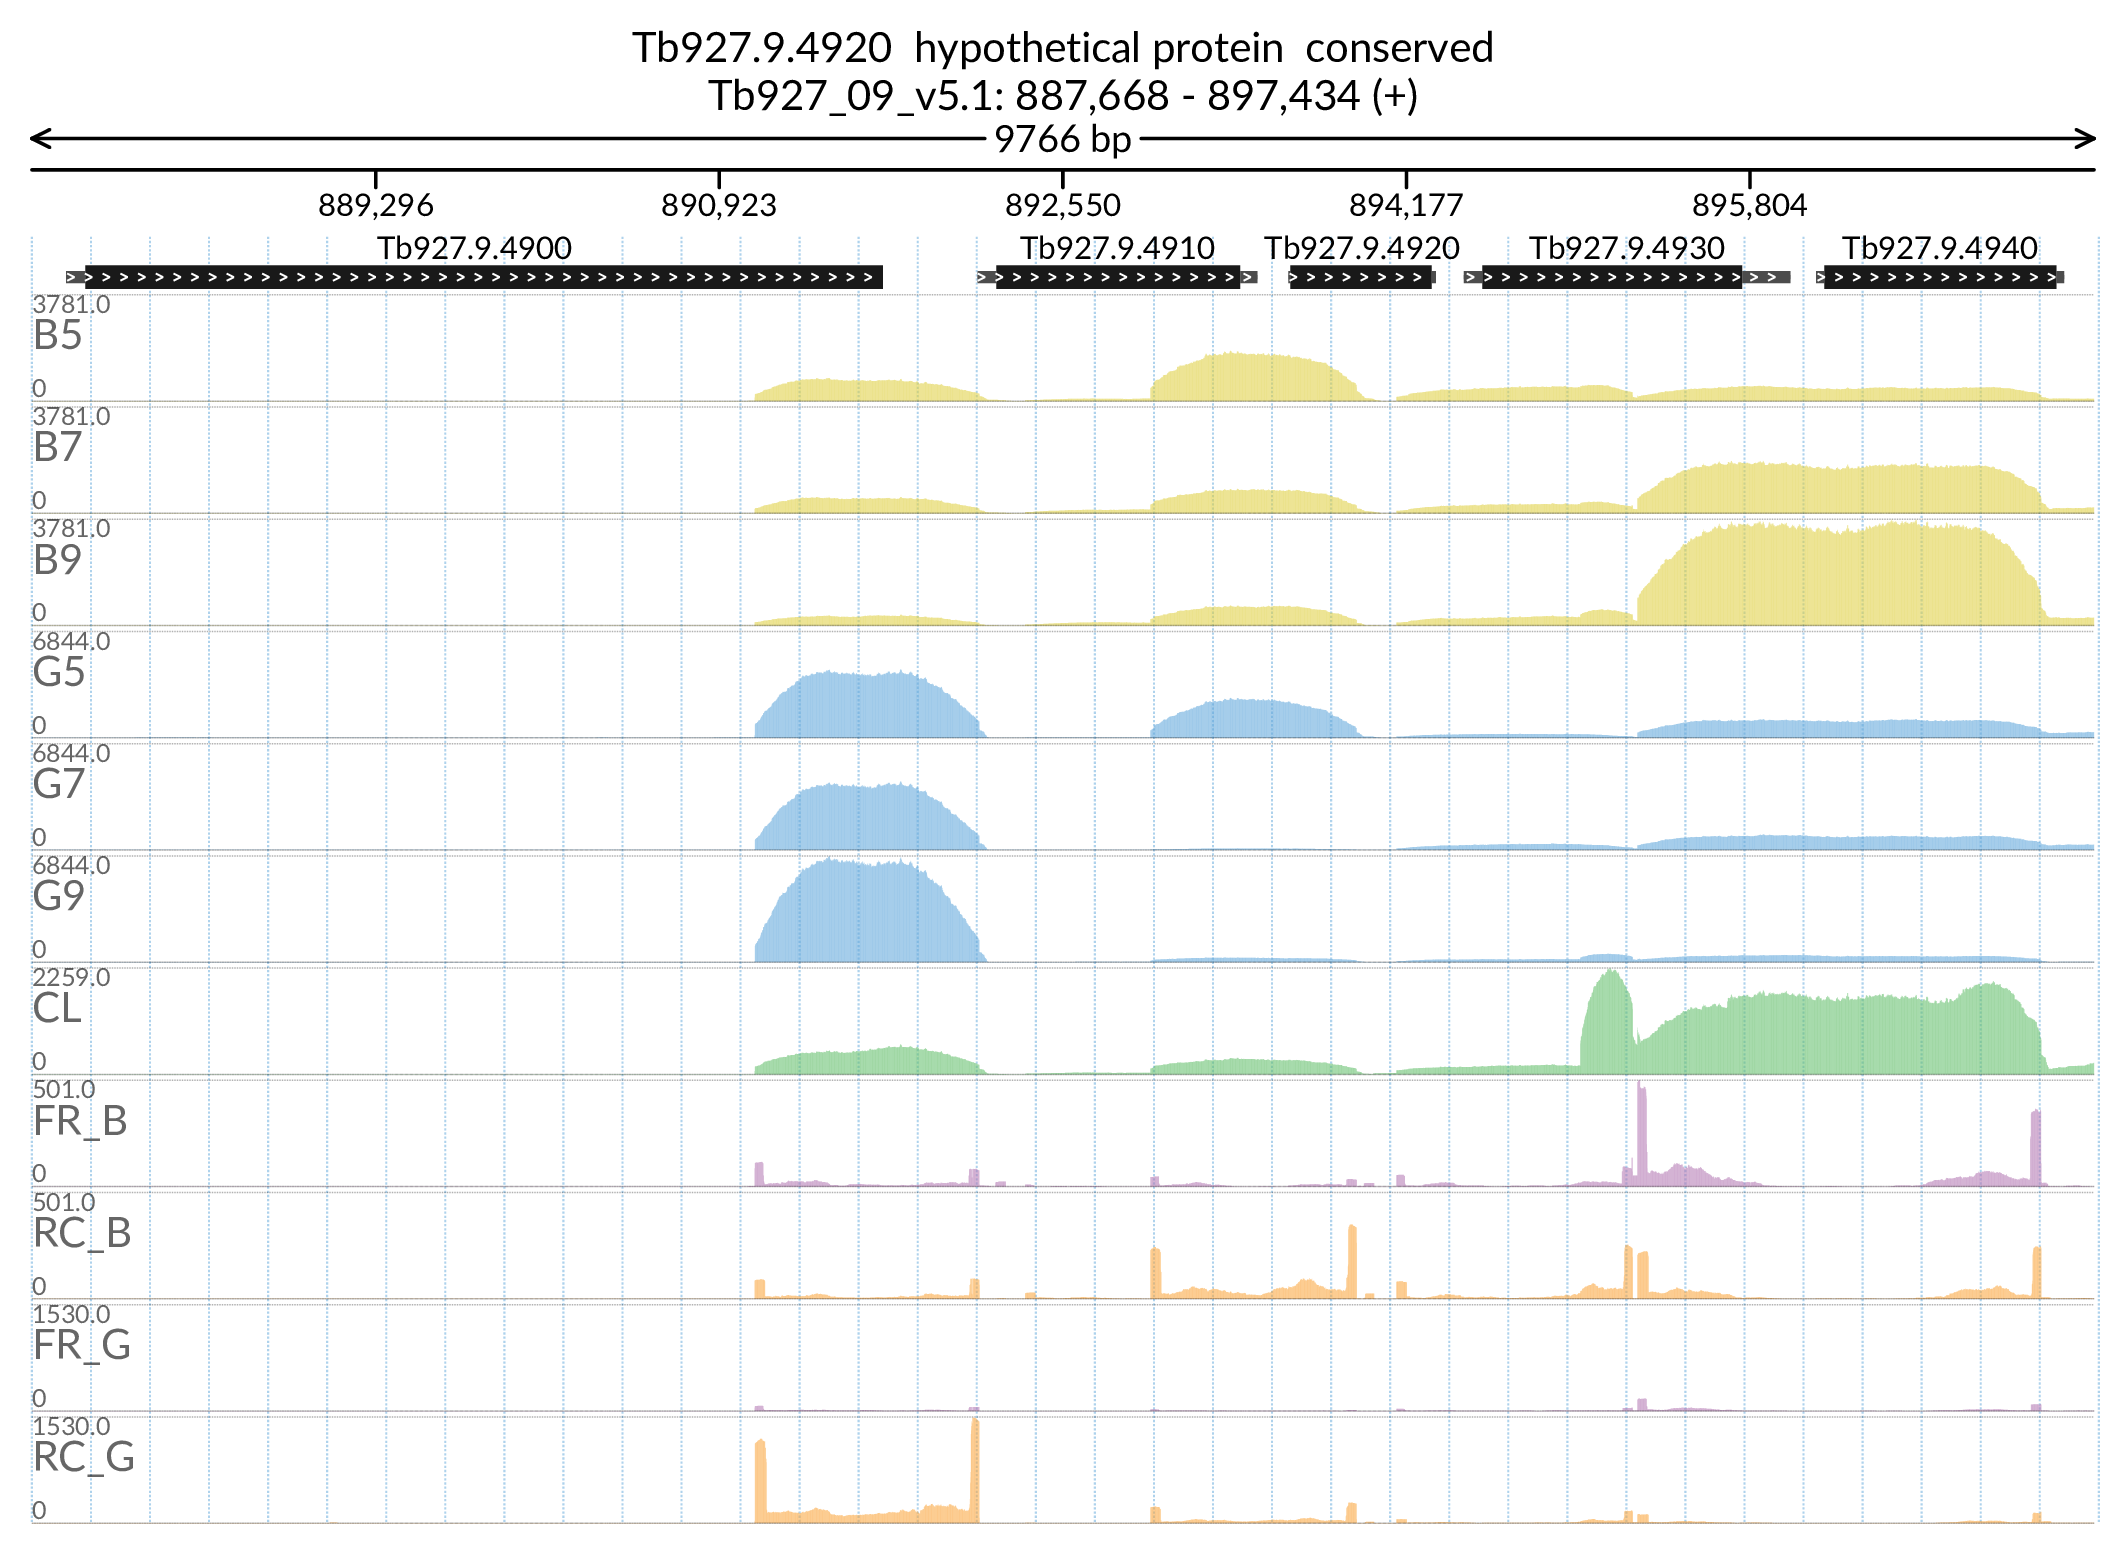 Tb927.9.4920 hypothetical protein conserved
Tb927_09_v5.1: 887,668 - 897,434 (+)
9766 bp
889,296 890,923 892,550 894,177 895,804
Tb927.9.4900 Tb927.9.4910 Tb927.9.4920 Tb927.9.4930 Tb927.9.4940
3781.0
B5
0
3781.0
B7
0
3781.0
B9
0
6844.0
G5
0
6844.0
G7
0
6844.0
G9
0
2259.0
CL
0
501.0
FR_B
0
501.0
RC_B
0
1530.0
FR_G
0
1530.0
RC_G
0